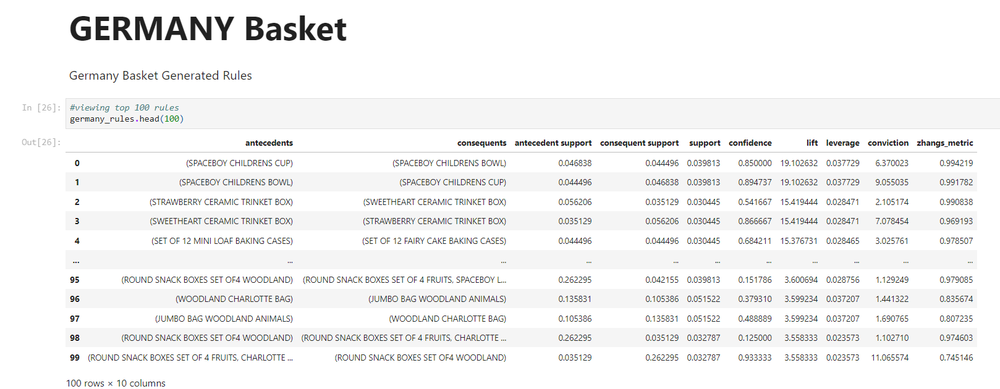 GERMANY Basket
Germany Basket Generated Rules
In [26]: #viewing top 100 rules
germany_rules.head(100)
Out[26]:
antecedents consequents antecedent support consequent support support confidence lift leverage conviction zhangs_metric
0 (SPACEBOY CHILDRENS CUP) (SPACEBOY CHILDRENS BOWL) 0.046838 0.044496 0.039813 0.850000 19.102632 0.037729 6.370023 0.994219
1 (SPACEBOY CHILDRENS BOWL) (SPACEBOY CHILDRENS CUP) 0.044496 0.046838 0.039813 0.894737 19.102632 0.037729 9.055035 0.991782
2 (STRAWBERRY CERAMIC TRINKET BOX) (SWEETHEART CERAMIC TRINKET BOX) 0.056206 0.035129 0.030445 0.541667 15.419444 0.028471 2.105174 0.990838
3 (SWEETHEART CERAMIC TRINKET BOX) (STRAWBERRY CERAMIC TRINKET BOX) 0.035129 0.056206 0.030445 0.866667 15.419444 0.028471 7.078454 0.969193
4 (SET OF 12 MINI LOAF BAKING CASES) (SET OF 12 FAIRY CAKE BAKING CASES) 0.044496 0.044496 0.030445 0.684211 15.376731 0.028465 3.025761 0.978507
... ... ... ... ... ... ... ... ... ... ...
95 (ROUND SNACK BOXES SET OF4 WOODLAND) (ROUND SNACK BOXES SET OF 4 FRUITS, SPACEBOY L... 0.262295 0.042155 0.039813 0.151786 3.600694 0.028756 1.129249 0.979085
96 (WOODLAND CHARLOTTE BAG) (JUMBO BAG WOODLAND ANIMALS) 0.135831 0.105386 0.051522 0.379310 3.599234 0.037207 1.441322 0.835674
97 (JUMBO BAG WOODLAND ANIMALS) (WOODLAND CHARLOTTE BAG) 0.105386 0.135831 0.051522 0.488889 3.599234 0.037207 1.690765 0.807235
98 (ROUND SNACK BOXES SET OF4 WOODLAND) (ROUND SNACK BOXES SET OF 4 FRUITS, CHARLOTTE ... 0.262295 0.035129 0.032787 0.125000 3.558333 0.023573 1.102710 0.974603
99 (ROUND SNACK BOXES SET OF 4 FRUITS, CHARLOTTE ... (ROUND SNACK BOXES SET OF4 WOODLAND) 0.035129 0.262295 0.032787 0.933333 3.558333 0.023573 11.065574 0.745146
100 rows × 10 columns